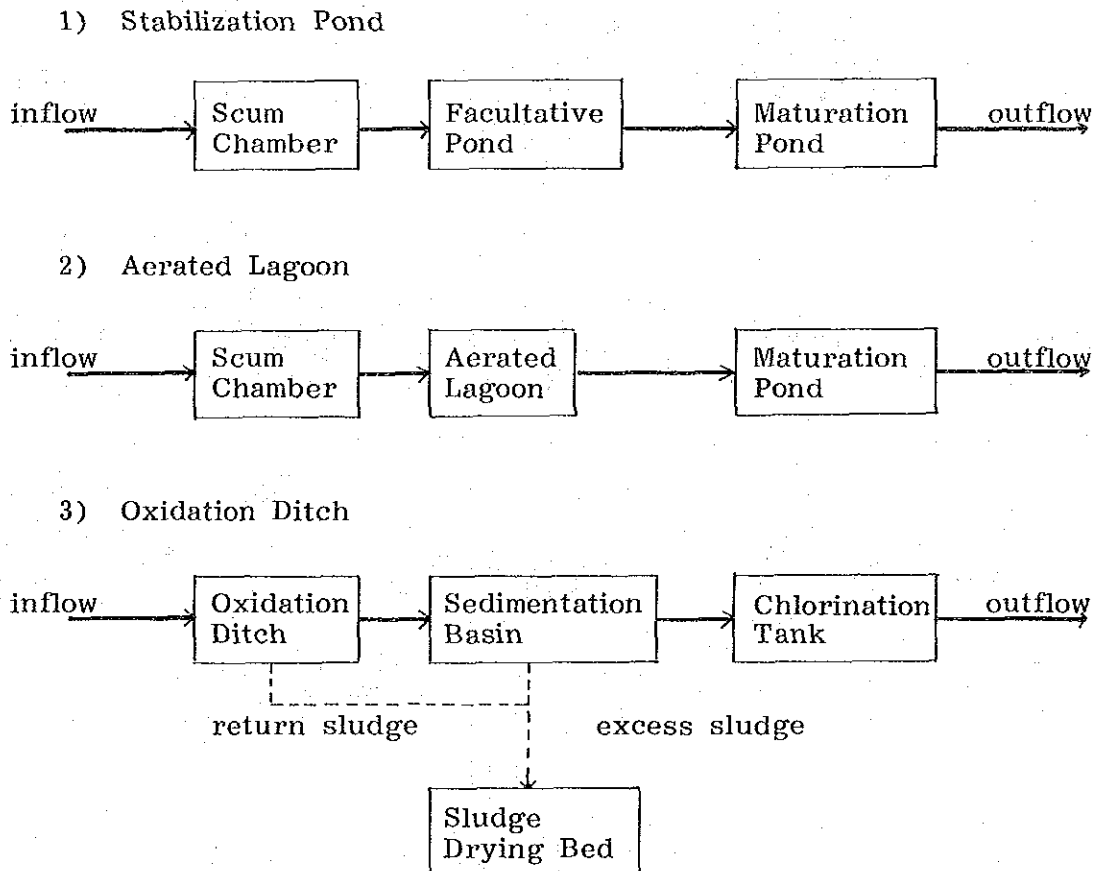 1) Stabilization Pond
inflow
Scum
Chamber
Facultative
Pond
Maturation
Pond
outflow
2) Aerated Lagoon
inflow
Scum
Chamber
Aerated
Lagoon
Maturation
Pond
outflow
3) Oxidation Ditch
inflow
Oxidation
Ditch
Sedimentation
Basin
Chlorination
Tank
outflow
return sludge
excess sludge
Sludge
Drying Bed